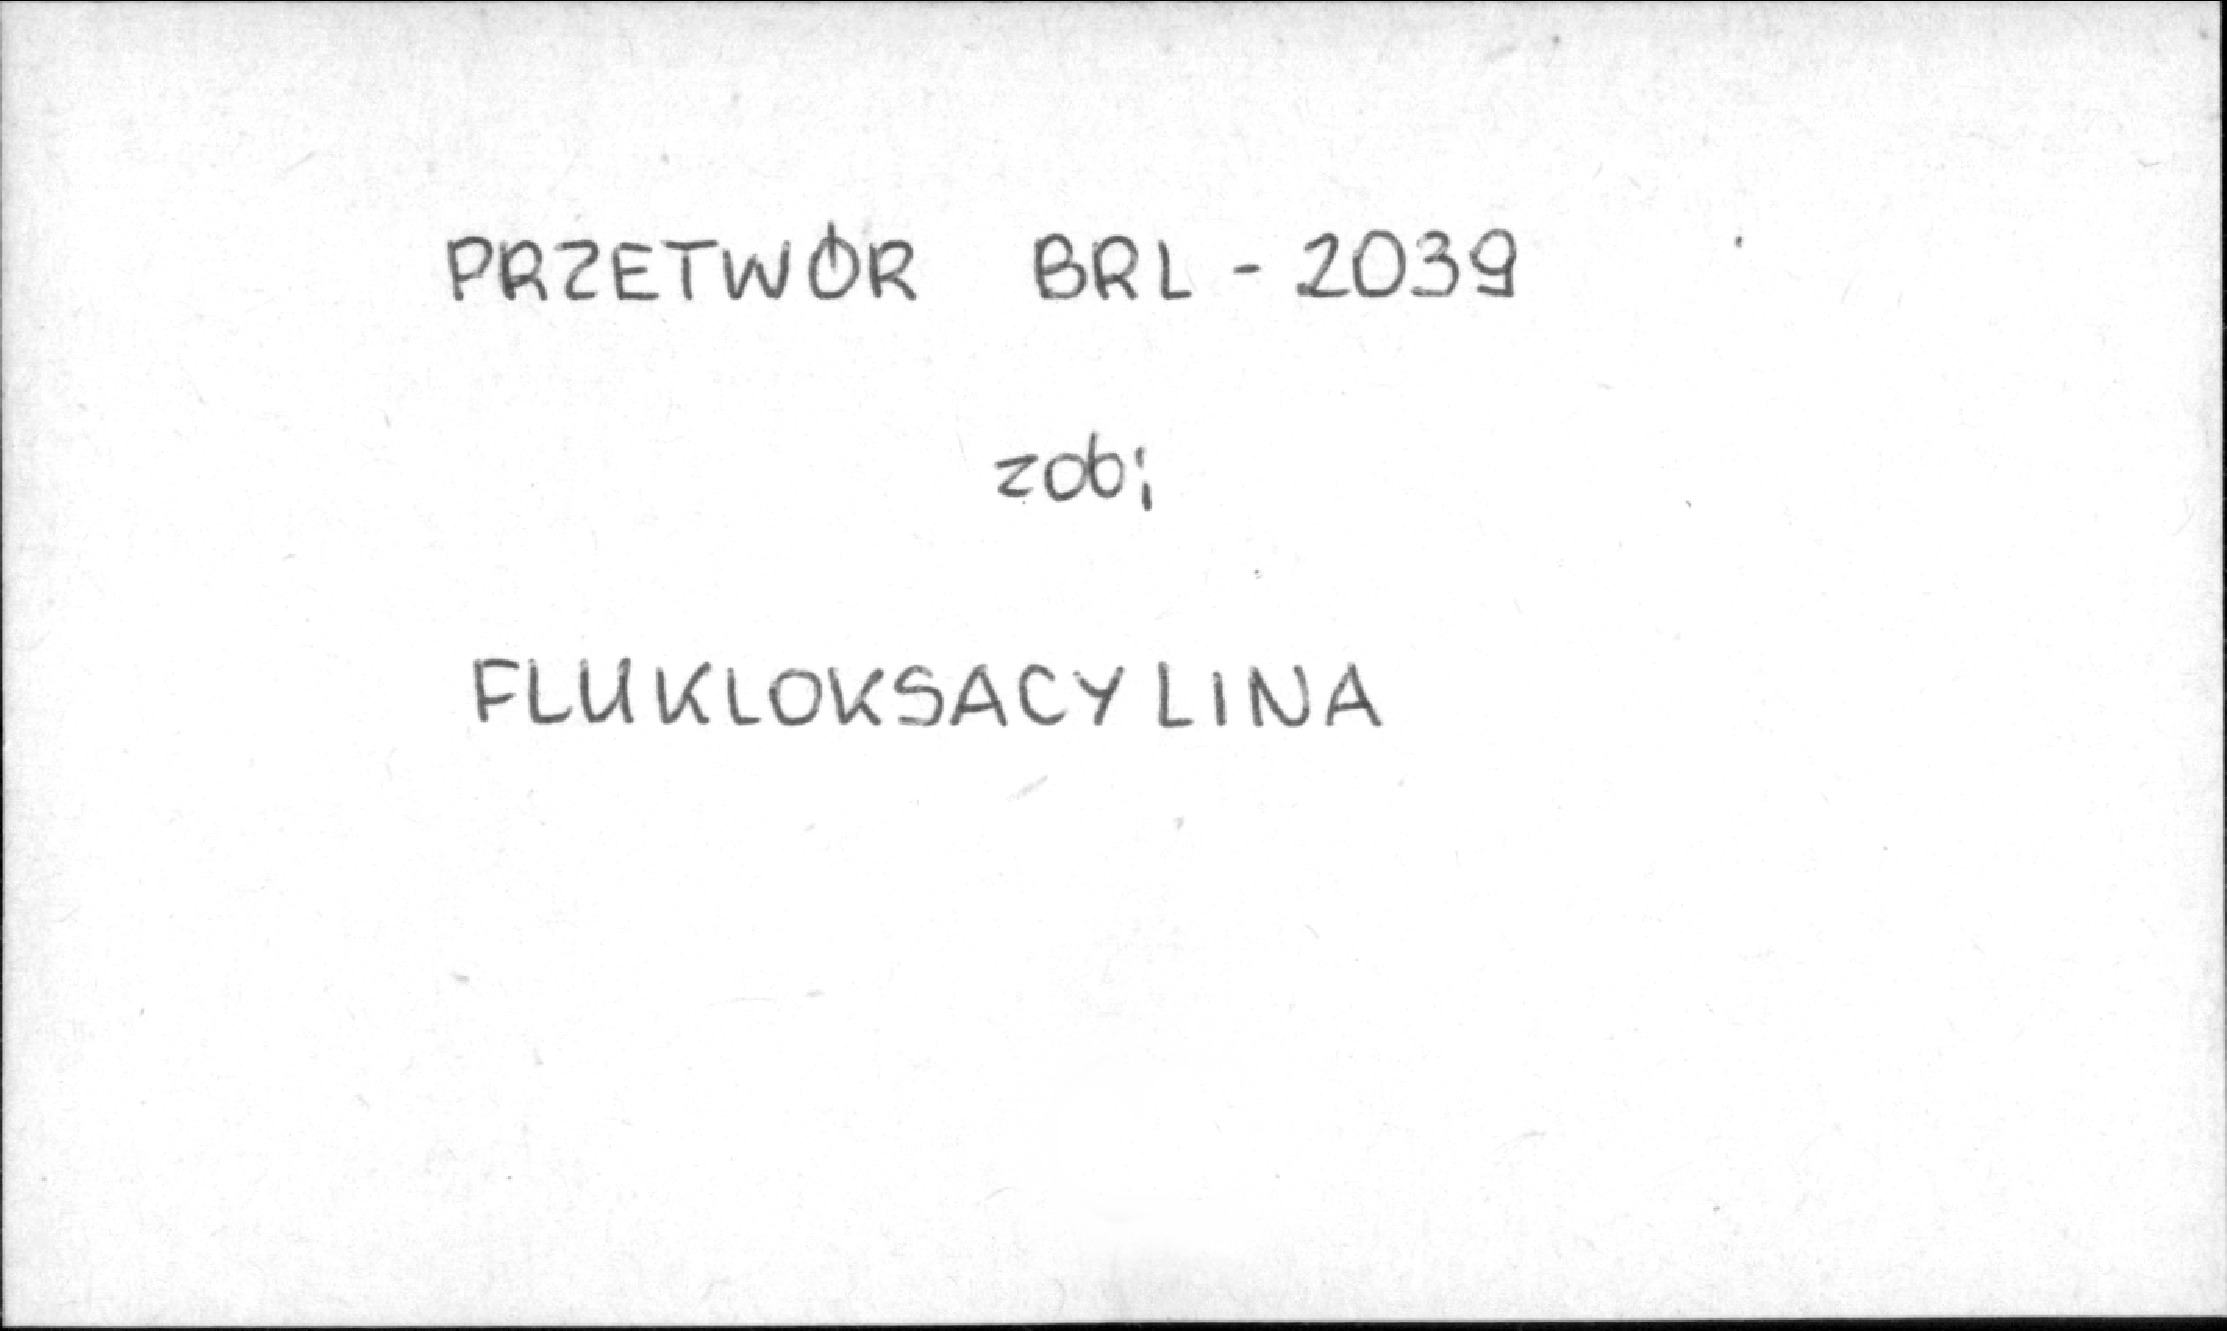 PRZETWÓR BRL - 2039
zob;
FLUKLOKSACYLINA